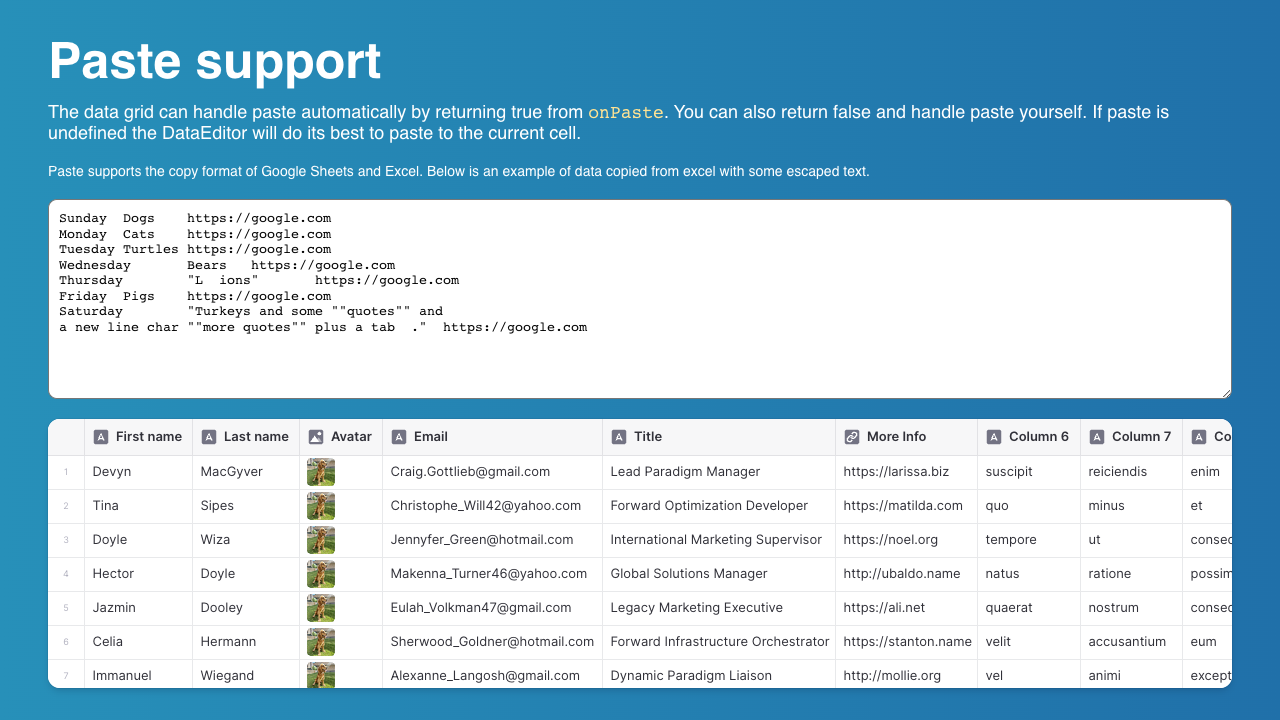 Paste support
The data grid can handle paste automatically by returning true from onPaste. You can also return false and handle paste yourself. If paste is
undefined the DataEditor will do its best to paste to the current cell.
Paste supports the copy format of Google Sheets and Excel. Below is an example of data copied from excel with some escaped text.
Sunday Dogs https://google.com
Monday Cats https://google.com
Tuesday Turtles https://google.com
Wednesday Bears https://google.com
Thursday "L ions" https://google.com
Friday Pigs https://google.com
Saturday "Turkeys and some ""quotes"" and
a new line char ""more quotes"" plus a tab ." https://google.com
First name Last name Avatar Email Title More Info Column 6 Column 7 Co
1 Devyn MacGyver Craig.Gottlieb@gmail.com Lead Paradigm Manager https://larissa.biz suscipit reiciendis enim
2 Tina Sipes Christophe_Will42@yahoo.com Forward Optimization Developer https://matilda.com quo minus et
3 Doyle Wiza Jennyfer_Green@hotmail.com International Marketing Supervisor https://noel.org tempore ut consec
4 Hector Doyle Makenna_Turner46@yahoo.com Global Solutions Manager http://ubaldo.name natus ratione possim
5 Jazmin Dooley Eulah_Volkman47@gmail.com Legacy Marketing Executive https://ali.net quaerat nostrum consec
6 Celia Hermann Sherwood_Goldner@hotmail.com Forward Infrastructure Orchestrator https://stanton.name velit accusantium eum
7 Immanuel Wiegand Alexanne_Langosh@gmail.com Dynamic Paradigm Liaison http://mollie.org vel animi except